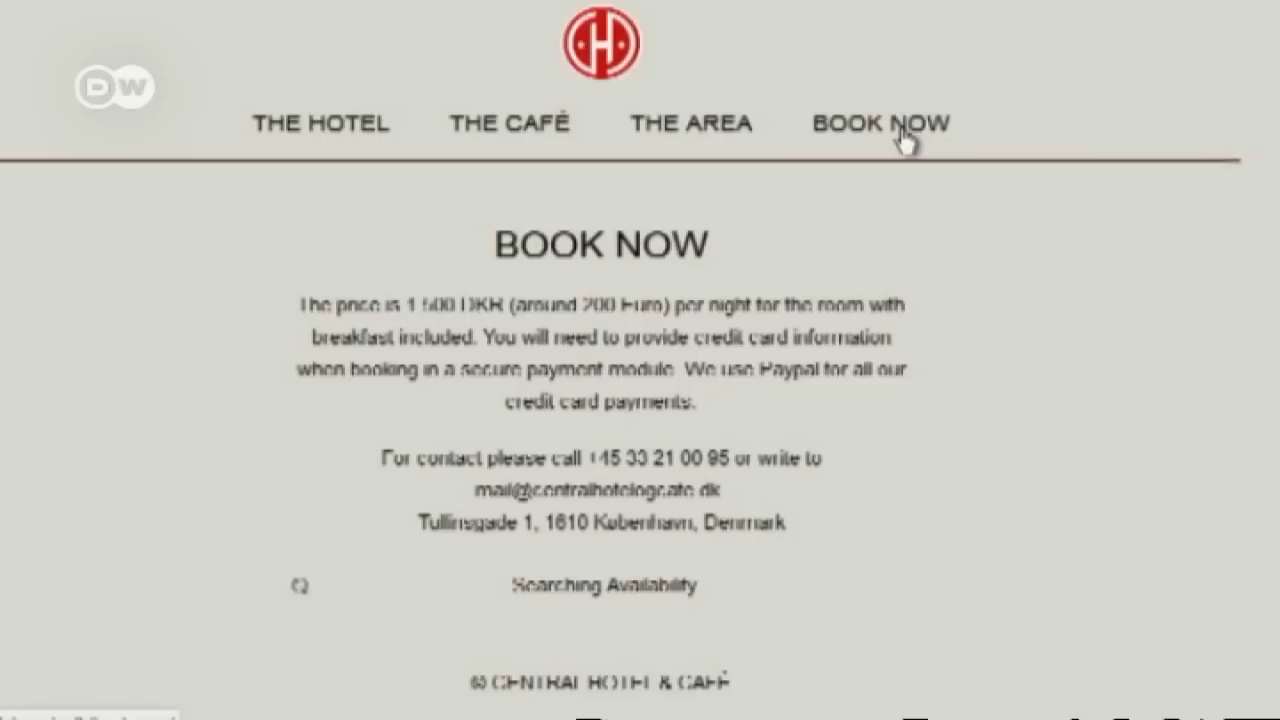 DW
H
THE HOTEL THE CAFÉ THE AREA BOOK NOW
BOOK NOW
The price is 1.500 DKR (around 200 Euro) per night for the room with
breakfast included. You will need to provide credit card information
when booking in a secure payment module. We use Paypal for all our
credit card payments.
For contact please call +45 33 21 00 95 or write to
mail@centralhotelogcafe.dk
Tullinsgade 1, 1610 København, Denmark
Searching Availability
© CENTRAL HOTEL & CAFÉ